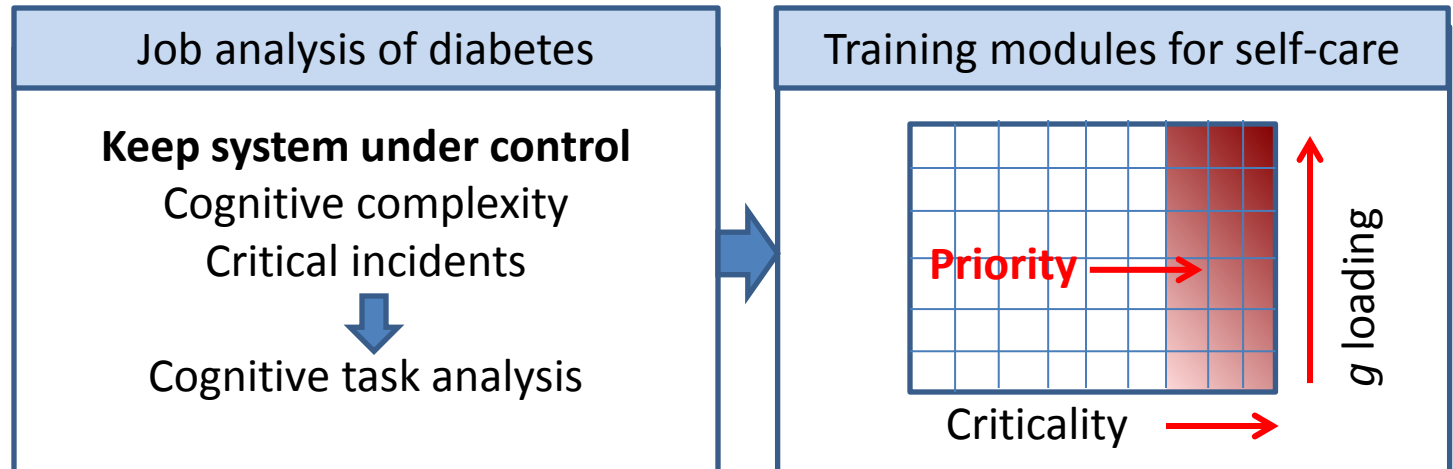 Job analysis of diabetes
Keep system under control
Cognitive complexity
Critical incidents
Cognitive task analysis
Training modules for self-care
Priority
g loading
Criticality